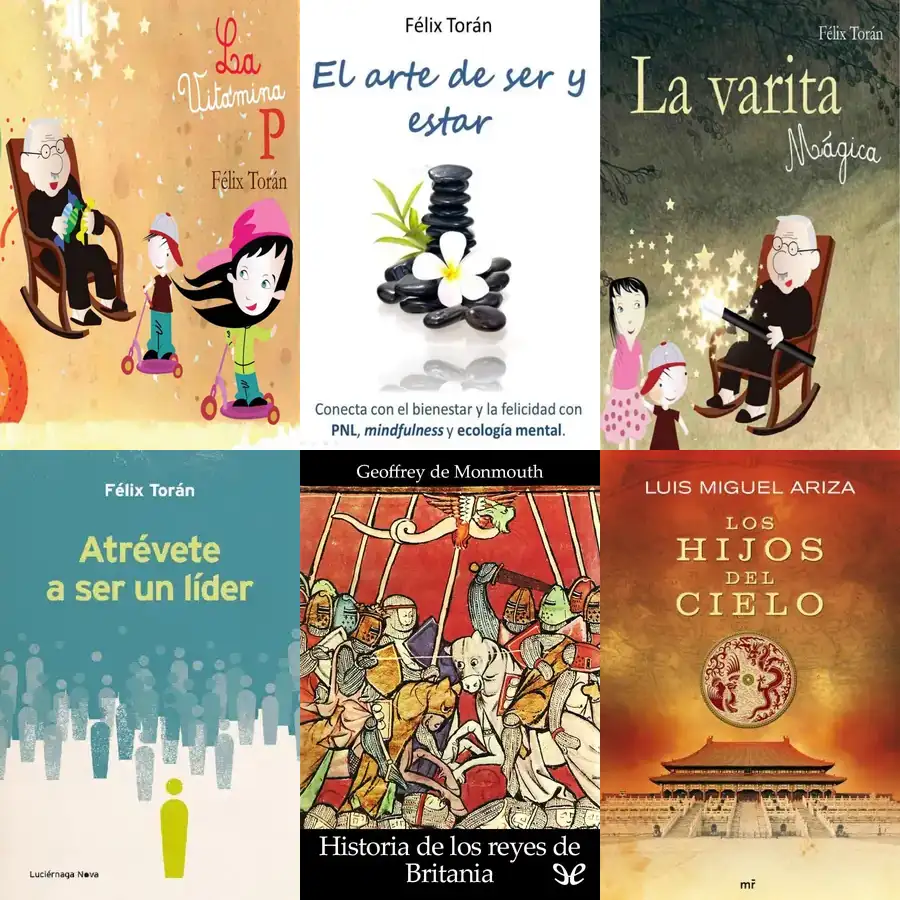 La
Vitamina
P
Félix Torán
Félix Torán
El arte de ser y
estar
Conecta con el bienestar y la felicidad con
PNL, mindfulness y ecología mental.
Félix Torán
La varita
Mágica
Félix Torán
Atrévete
a ser un líder
Luciérnaga Nova
Geoffrey de Monmouth
Historia de los reyes de
Britania
LUIS MIGUEL ARIZA
LOS
HIJOS
DEL
CIELO
mr